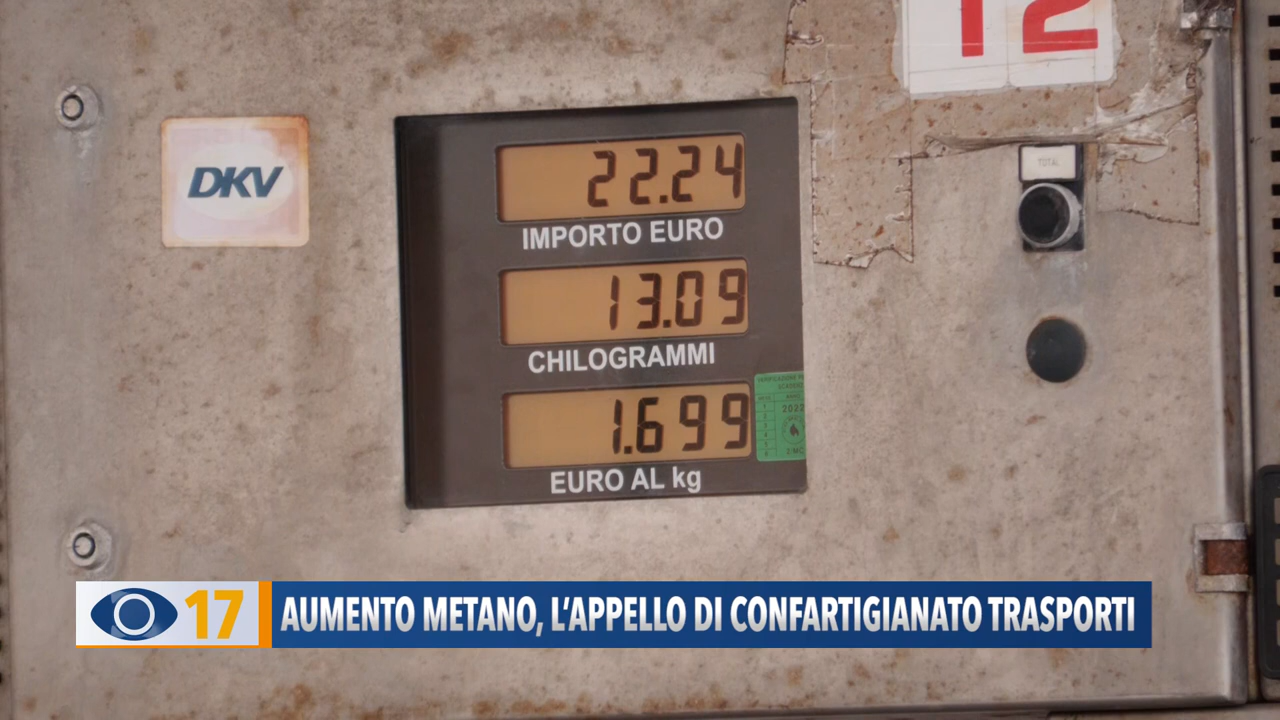 12
DKV
22.24
IMPORTO EURO
TOTAL
13.09
CHILOGRAMMI
1.699
2022
EURO AL kg
17
AUMENTO METANO, L'APPELLO DI CONFARTIGIANATO TRASPORTI